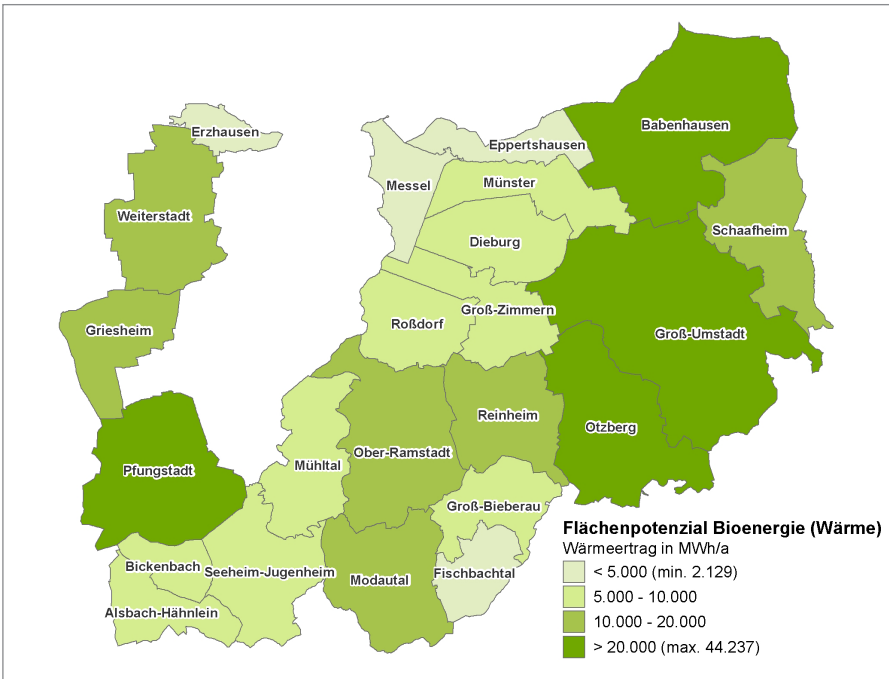 Babenhausen
Erzhausen
Eppertshausen
Messel
Münster
Weiterstadt
Schaafheim
Dieburg
Groß-Zimmern
Roßdorf
Griesheim
Groß-Umstadt
Reinheim
Otzberg
Ober-Ramstadt
Mühltal
Pfungstadt
Groß-Bieberau
Bickenbach
Seeheim-Jugenheim
Modautal
Fischbachtal
Alsbach-Hähnlein
Flächenpotenzial Bioenergie (Wärme)
Wärmeertrag in MWh/a
< 5.000 (min. 2.129)
5.000 - 10.000
10.000 - 20.000
> 20.000 (max. 44.237)